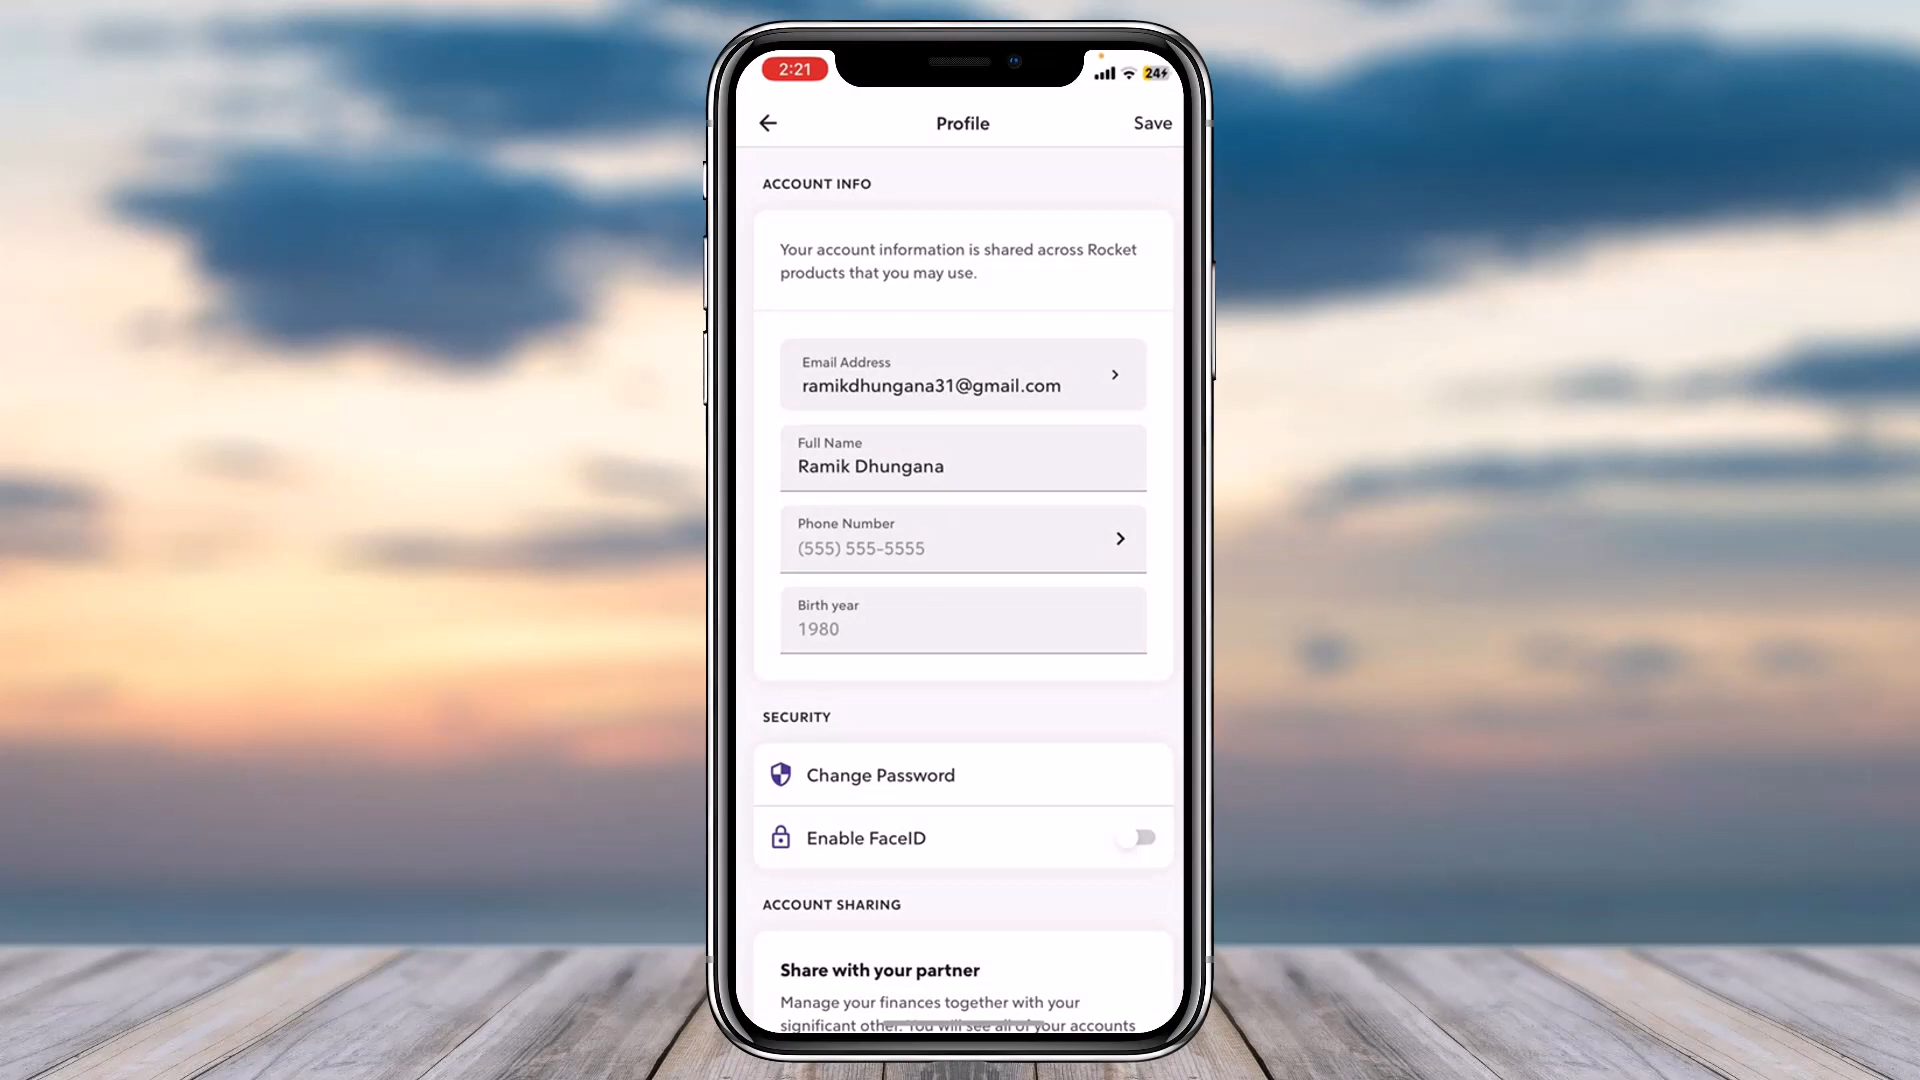 2:21
24
Profile
Save
ACCOUNT INFO
Your account information is shared across Rocket
products that you may use.
Email Address
ramikdhungana31@gmail.com
Full Name
Ramik Dhungana
Phone Number
(555) 555-5555
Birth year
1980
SECURITY
Change Password
Enable FaceID
ACCOUNT SHARING
Share with your partner
Manage your finances together with your
significant other. You will see all of your accounts